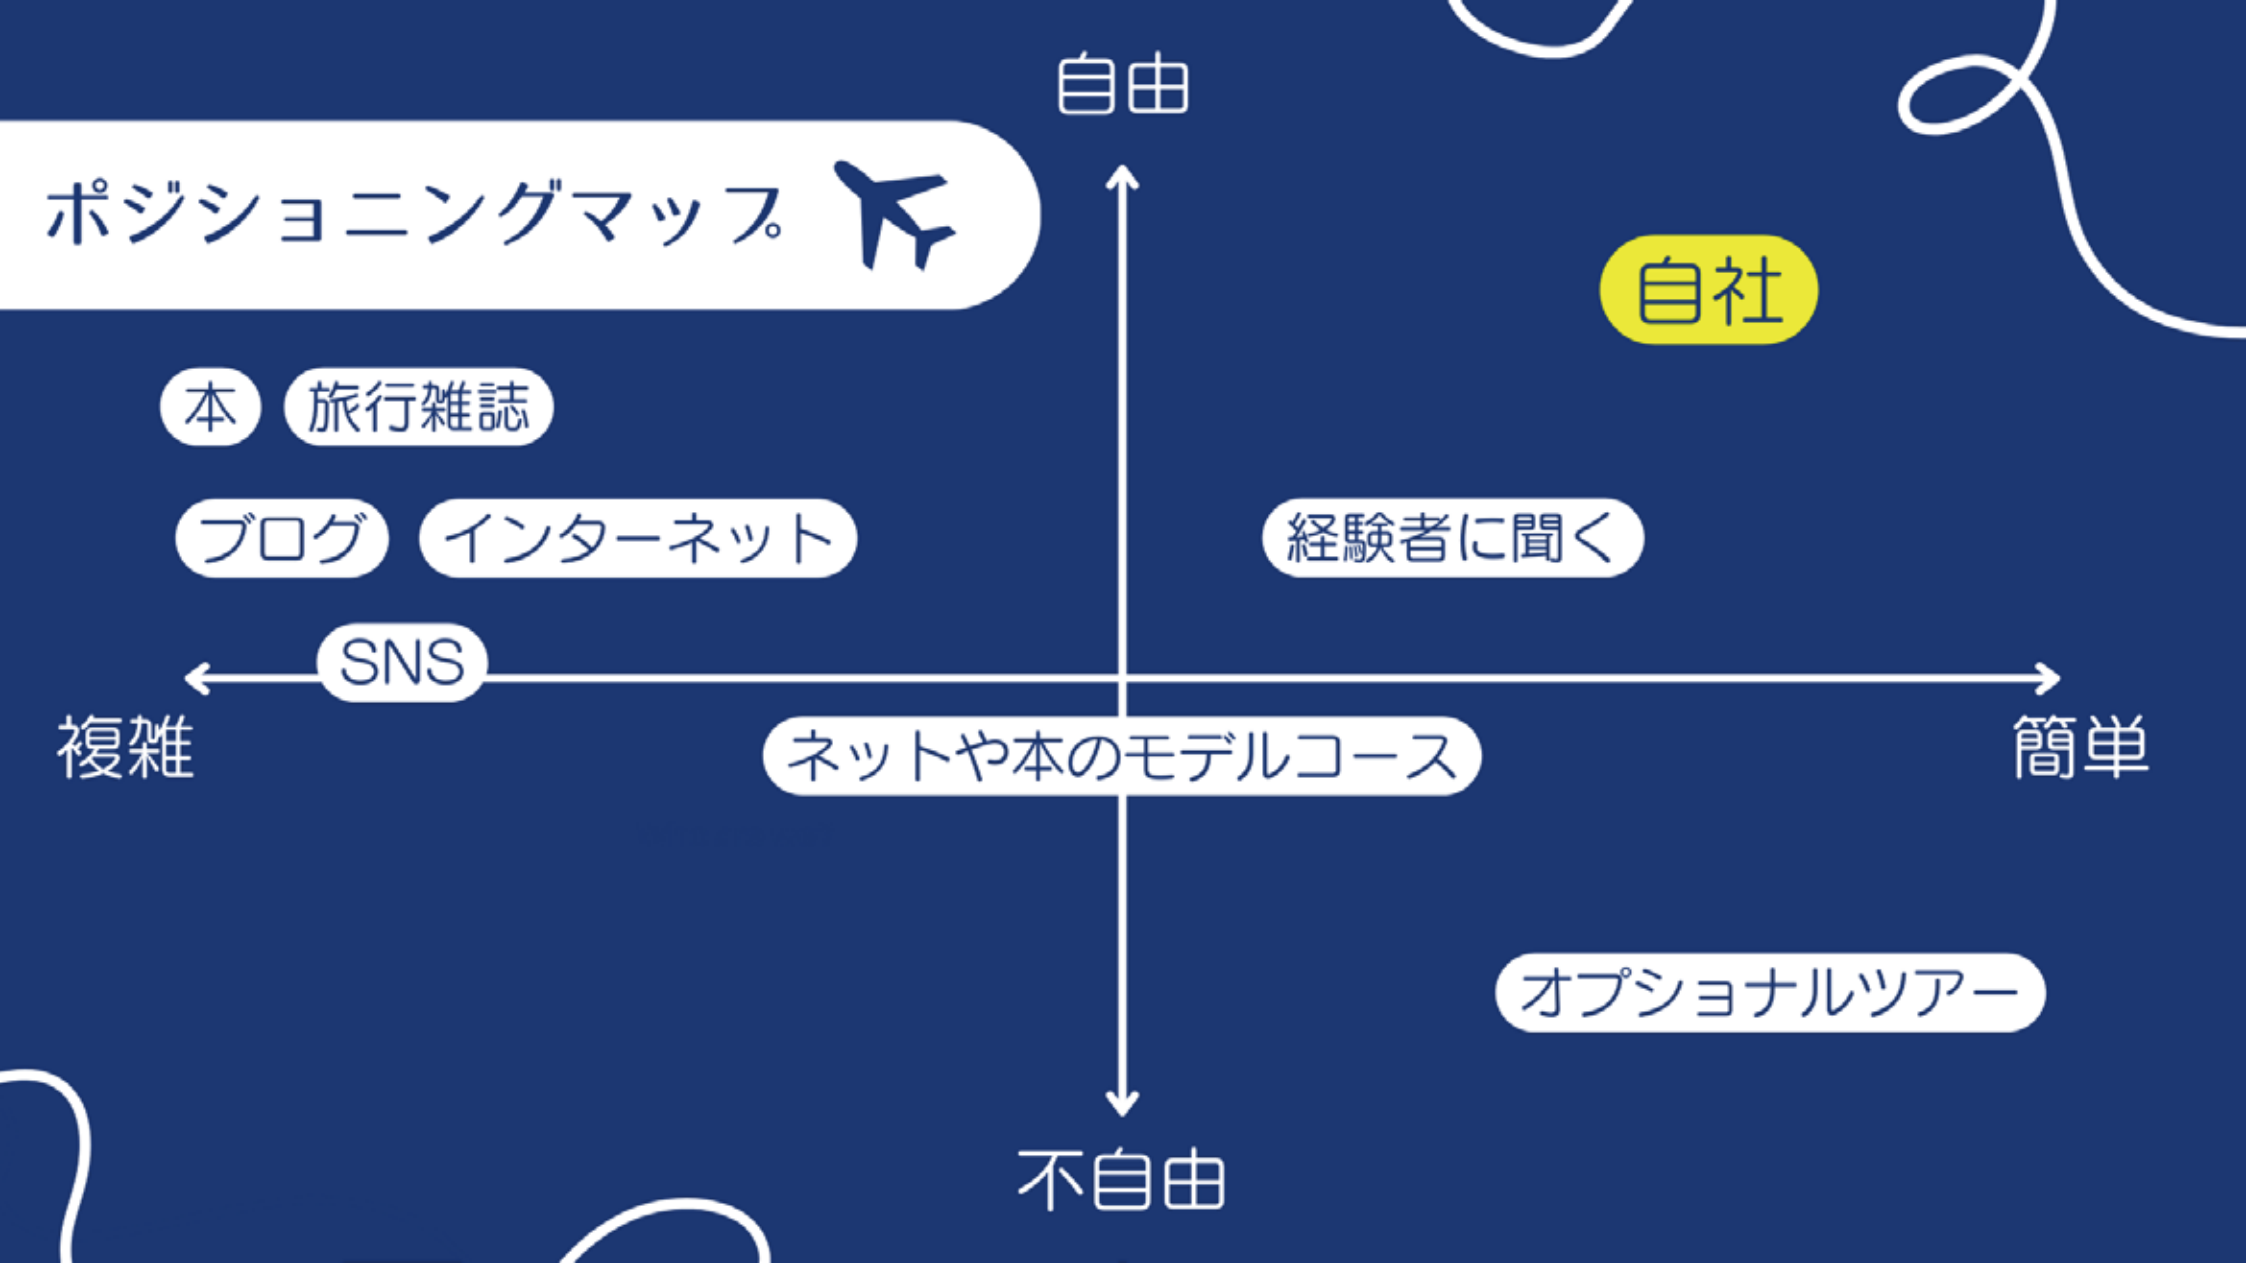 自由
ポジショニングマップ
自社
本 旅行雑誌
ブログ インターネット 経験者に聞く
SNS
複雑 簡単
ネットや本のモデルコース
オプショナルツアー
不自由